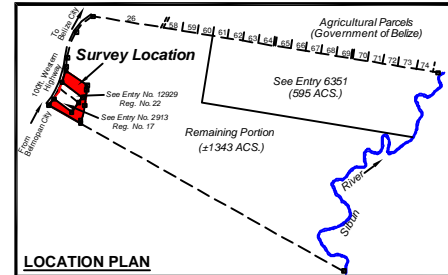 To
Belize City
100ft. Western
Highway
From
Belmopan City
26
58 59 60 61 62 63 64 65 66 67 68 69 70 71 72 73 74
Agricultural Parcels
(Government of Belize)
Survey Location
See Entry No. 12929
Reg. No. 22
See Entry No. 2913
Reg. No. 17
See Entry 6351
(595 ACS.)
Remaining Portion
(±1343 ACS.)
River
Sibun
LOCATION PLAN